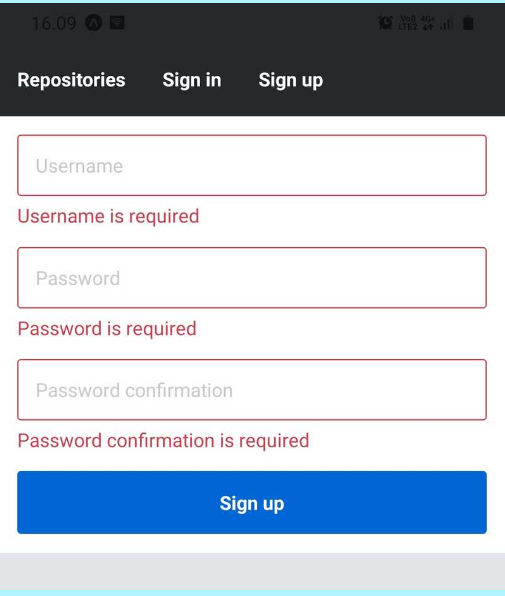 16.09
Vo)) 4G+
LTE2
Repositories Sign in Sign up
Username
Username is required
Password
Password is required
Password confirmation
Password confirmation is required
Sign up